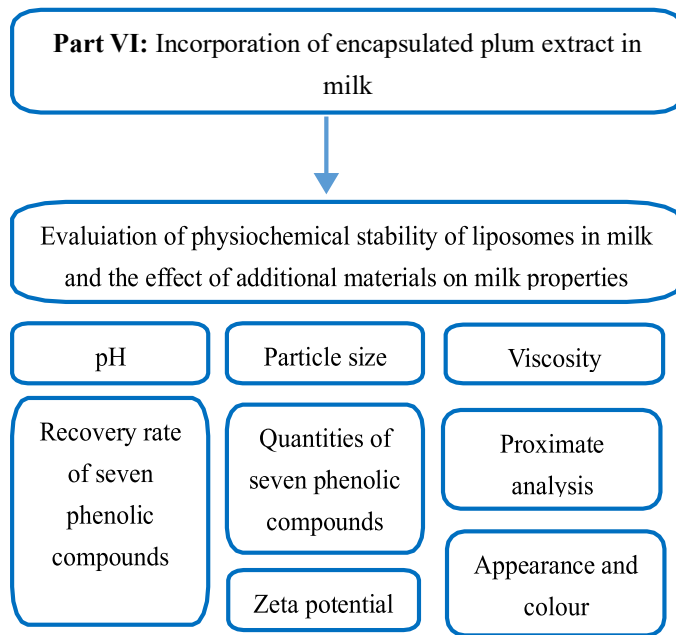 Part VI: Incorporation of encapsulated plum extract in
milk
Evaluiation of physiochemical stability of liposomes in milk
and the effect of additional materials on milk properties
pH
Particle size
Viscosity
Recovery rate
of seven
phenolic
compounds
Quantities of
seven phenolic
compounds
Proximate
analysis
Zeta potential
Appearance and
colour